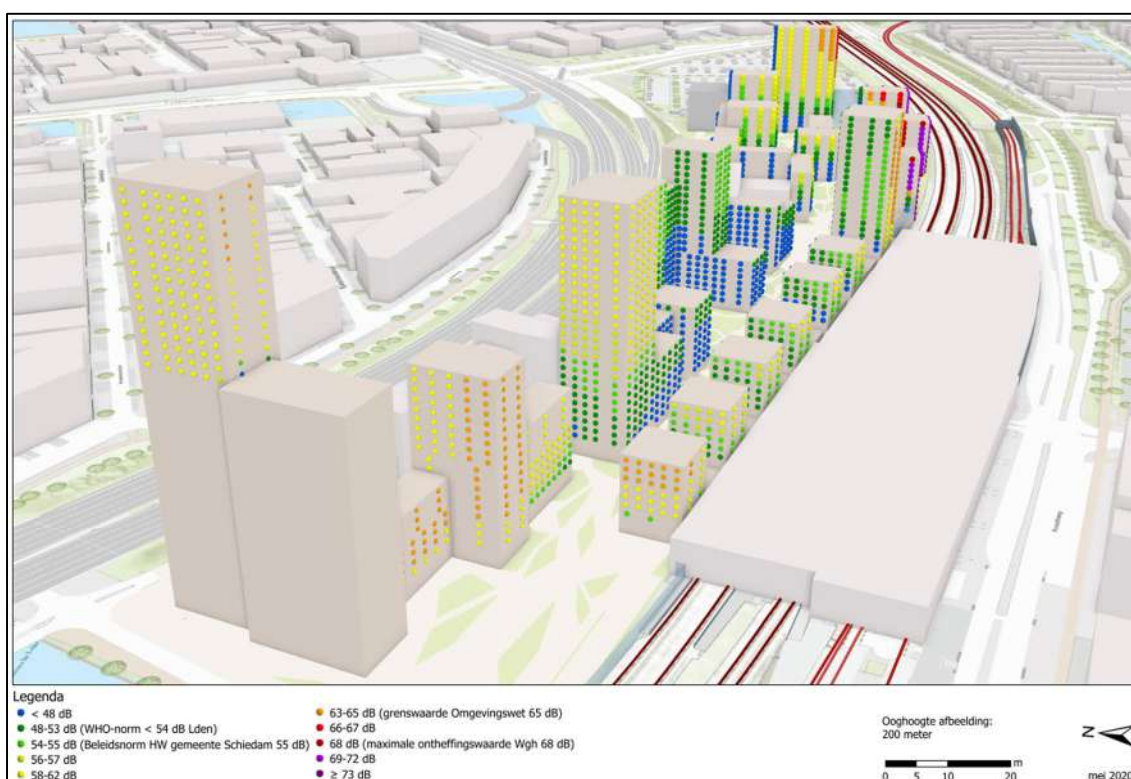 Legenda
< 48 dB
48-53 dB (WHO-norm < 54 dB Lden)
54-55 dB (Beleidsnorm HW gemeente Schiedam 55 dB)
56-57 dB
58-62 dB
63-65 dB (grenswaarde Omgevingswet 65 dB)
66-67 dB
68 dB (maximale ontheffingswaarde Wgh 68 dB)
69-72 dB
≥ 73 dB
Ooghoogte afbeelding:
200 meter
N
m
0 5 10 20
mei 2020